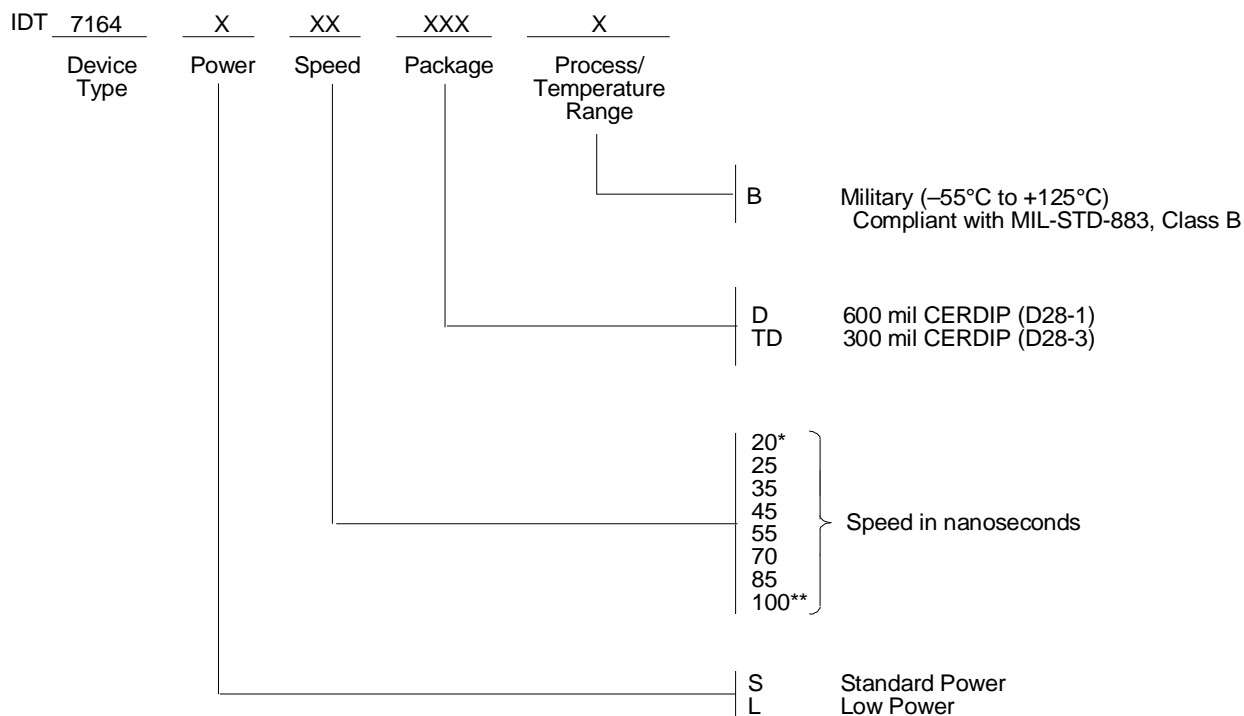 IDT 7164 X XX XXX X
Device Type
Power
Speed
Package
Process/
Temperature
Range
B Military (–55°C to +125°C)
Compliant with MIL-STD-883, Class B
D 600 mil CERDIP (D28-1)
TD 300 mil CERDIP (D28-3)
20*
25
35
45
55
70
85
100**
Speed in nanoseconds
S Standard Power
L Low Power